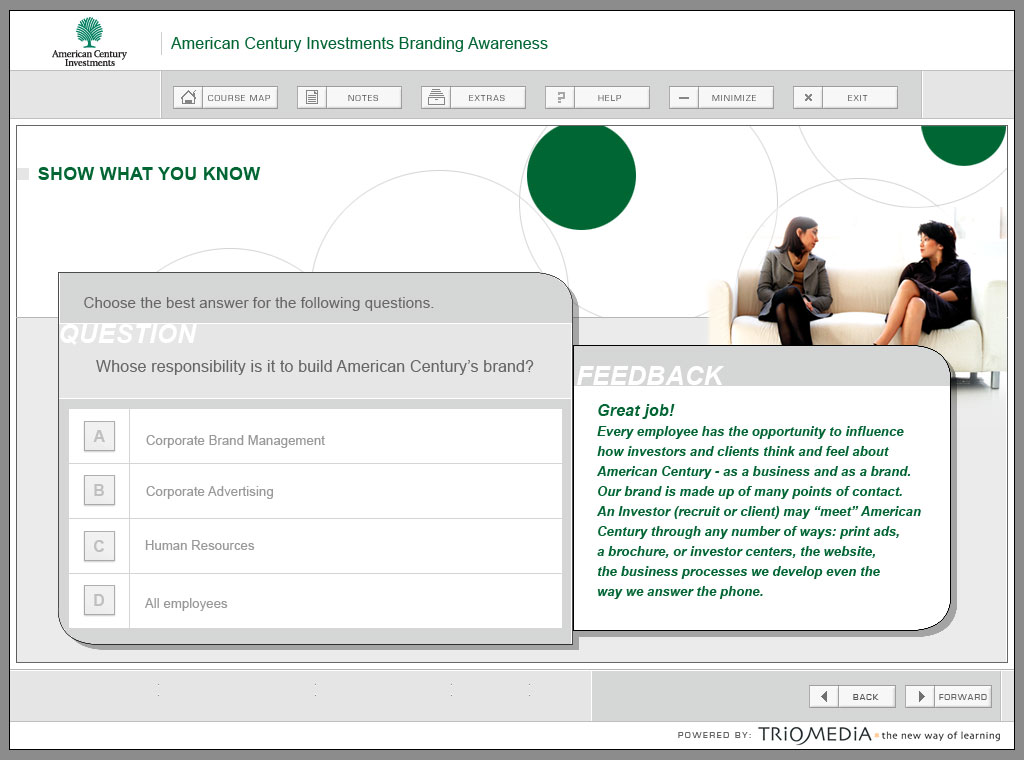 American Century
Investments
American Century Investments Branding Awareness
COURSE MAP
NOTES
EXTRAS
HELP
MINIMIZE
EXIT
SHOW WHAT YOU KNOW
Choose the best answer for the following questions.
QUESTION
Whose responsibility is it to build American Century’s brand?
A
Corporate Brand Management
B
Corporate Advertising
C
Human Resources
D
All employees
FEEDBACK
Great job!
Every employee has the opportunity to influence
how investors and clients think and feel about
American Century - as a business and as a brand.
Our brand is made up of many points of contact.
An Investor (recruit or client) may “meet” American
Century through any number of ways: print ads,
a brochure, or investor centers, the website,
the business processes we develop even the
way we answer the phone.
BACK
FORWARD
POWERED BY: TRIOMEDIA the new way of learning